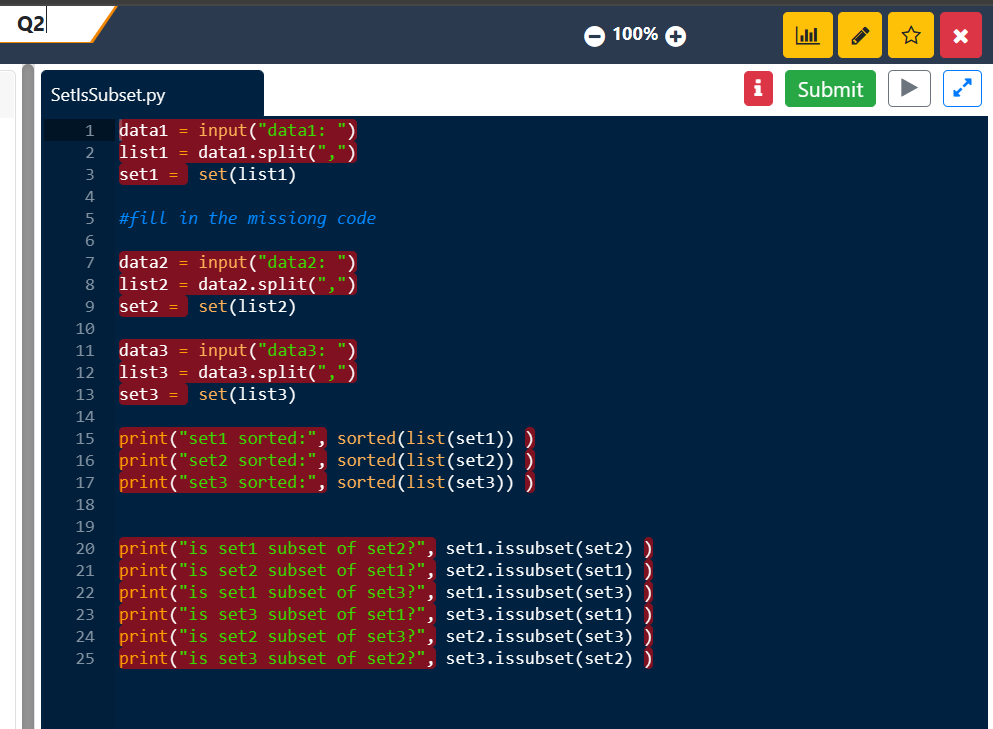 Q2
100%
SetIsSubset.py
Submit
1 data1 = input("data1: ")
2 list1 = data1.split(",")
3 set1 =  set(list1)
4
5 #fill in the missiong code
6
7 data2 = input("data2: ")
8 list2 = data2.split(",")
9 set2 =  set(list2)
10
11 data3 = input("data3: ")
12 list3 = data3.split(",")
13 set3 =  set(list3)
14
15 print("set1 sorted:", sorted(list(set1)) )
16 print("set2 sorted:", sorted(list(set2)) )
17 print("set3 sorted:", sorted(list(set3)) )
18
19
20 print("is set1 subset of set2?", set1.issubset(set2) )
21 print("is set2 subset of set1?", set2.issubset(set1) )
22 print("is set1 subset of set3?", set1.issubset(set3) )
23 print("is set3 subset of set1?", set3.issubset(set1) )
24 print("is set2 subset of set3?", set2.issubset(set3) )
25 print("is set3 subset of set2?", set3.issubset(set2) )